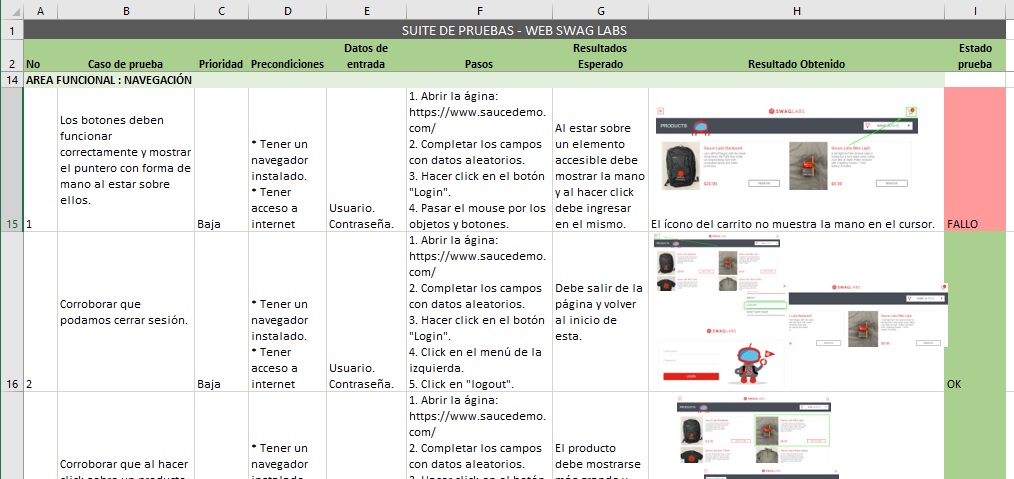 A B C D E F G H I
1 SUITE DE PRUEBAS - WEB SWAG LABS
2 No Caso de prueba Prioridad Precondiciones Datos de entrada Pasos Resultados Esperado Resultado Obtenido Estado prueba
14 AREA FUNCIONAL : NAVEGACIÓN
15
1
Los botones deben
funcionar
correctamente y mostrar
el puntero con forma de
mano al estar sobre
ellos.
Baja
* Tener un
navegador
instalado.
* Tener
acceso a
internet
Usuario.
Contraseña.
1. Abrir la ágina:
https://www.saucedemo.
com/
2. Completar los campos
con datos aleatorios.
3. Hacer click en el botón
"Login".
4. Pasar el mouse por los
objetos y botones.
Al estar sobre
un elemento
accesible debe
mostrar la mano
y al hacer click
debe ingresar
en el mismo.
SWAGLABS
PRODUCTS
Sauce Labs Backpack
Sauce Labs Bike Light
$29.99
$9.99
REMOVE
REMOVE
El ícono del carrito no muestra la mano en el cursor.
FALLO
16
2
Corroborar que
podamos cerrar sesión.
Baja
* Tener un
navegador
instalado.
* Tener
acceso a
internet
Usuario.
Contraseña.
1. Abrir la ágina:
https://www.saucedemo.
com/
2. Completar los campos
con datos aleatorios.
3. Hacer click en el botón
"Login".
4. Click en el menú de la
izquierda.
5. Click en "logout".
Debe salir de la
página y volver
al inicio de
esta.
SWAGLABS
SWAGLABS
SWAGLABS
LOGIN
OK
Corroborar que al hacer
click sobre un producto
* Tener un
navegador
instalado.
1. Abrir la ágina:
https://www.saucedemo.
com/
2. Completar los campos
con datos aleatorios.
3. Hacer click en el botón
El producto
debe mostrarse
más grande y
SWAGLABS
PRODUCTS
SWAGLABS